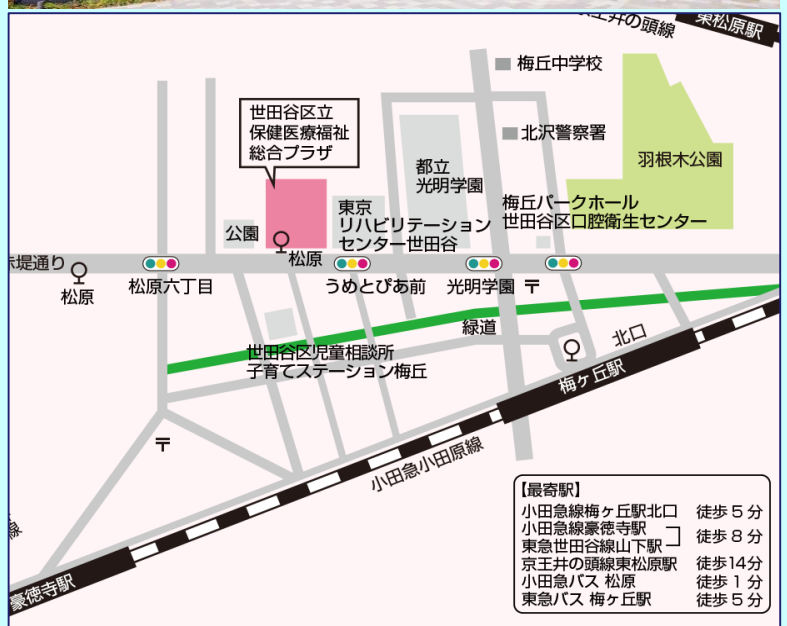 井の頭線
東松原駅
梅丘中学校
世田谷区立
保健医療福祉
総合プラザ
北沢警察署
羽根木公園
都立
光明学園
梅丘パークホール
世田谷区口腔衛生センター
東京
リハビリテーション
センター世田谷
公園
松原
赤堤通り
松原
松原六丁目
うめとぴあ前
光明学園
〒
緑道
北口
世田谷区児童相談所
子育てステーション梅丘
梅ヶ丘駅
〒
小田急小田原線
線
豪徳寺駅
【最寄駅】
小田急線梅ヶ丘駅北口 徒歩5分
小田急線豪徳寺駅
東急世田谷線山下駅 徒歩8分
京王井の頭線東松原駅 徒歩14分
小田急バス 松原 徒歩1分
東急バス 梅ヶ丘駅 徒歩5分